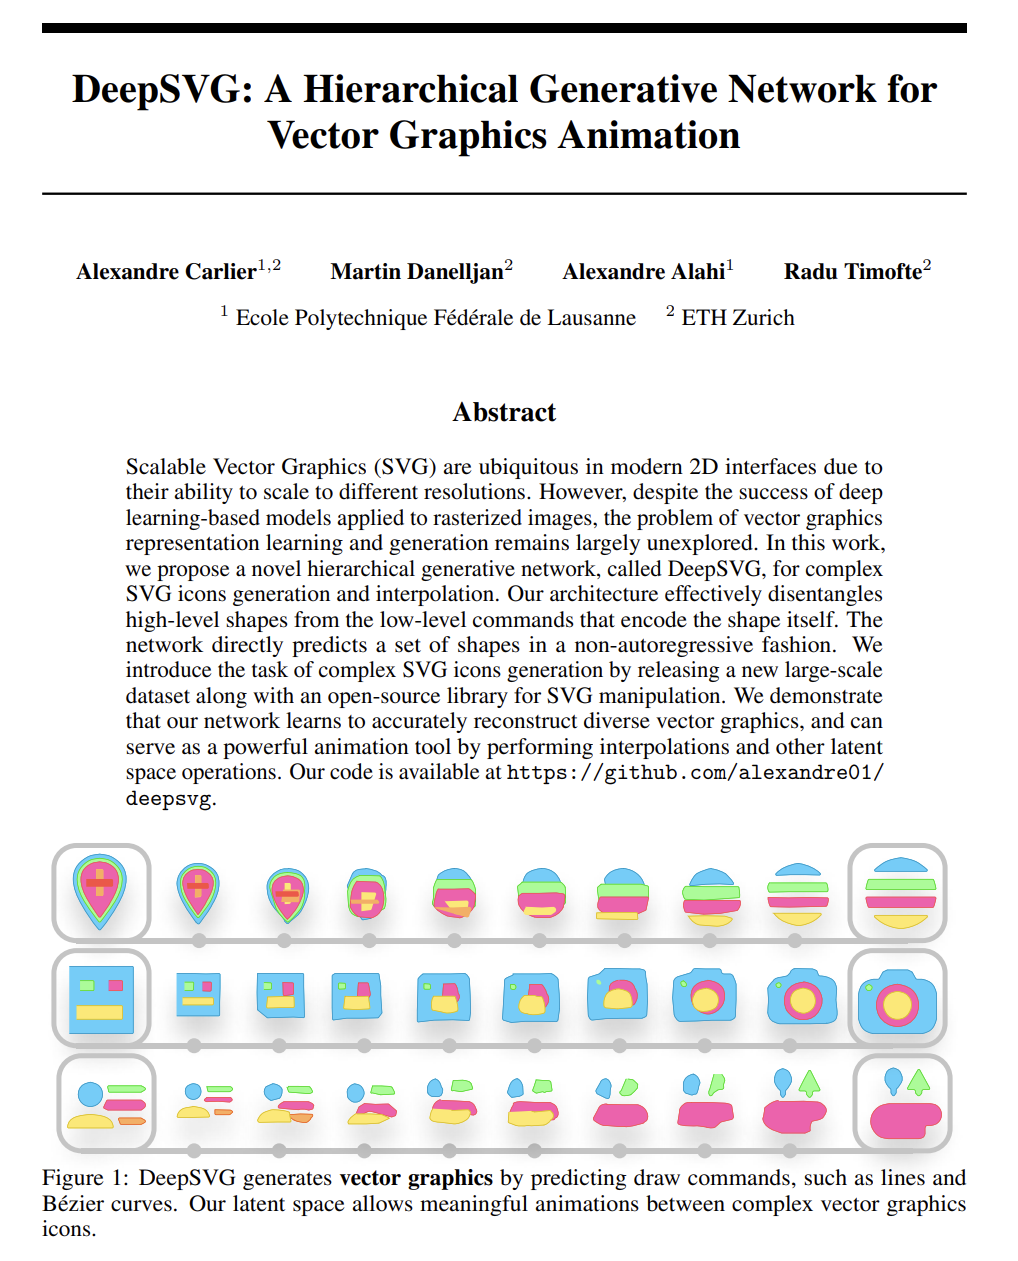 DeepSVG: A Hierarchical Generative Network for
Vector Graphics Animation
Alexandre Carlier1,2 Martin Danelljan2 Alexandre Alahi1 Radu Timofte2
1 Ecole Polytechnique Fédérale de Lausanne 2 ETH Zurich
Abstract
Scalable Vector Graphics (SVG) are ubiquitous in modern 2D interfaces due to
their ability to scale to different resolutions. However, despite the success of deep
learning-based models applied to rasterized images, the problem of vector graphics
representation learning and generation remains largely unexplored. In this work,
we propose a novel hierarchical generative network, called DeepSVG, for complex
SVG icons generation and interpolation. Our architecture effectively disentangles
high-level shapes from the low-level commands that encode the shape itself. The
network directly predicts a set of shapes in a non-autoregressive fashion. We
introduce the task of complex SVG icons generation by releasing a new large-scale
dataset along with an open-source library for SVG manipulation. We demonstrate
that our network learns to accurately reconstruct diverse vector graphics, and can
serve as a powerful animation tool by performing interpolations and other latent
space operations. Our code is available at https://github.com/alexandre01/
deepsvg.
Figure 1: DeepSVG generates vector graphics by predicting draw commands, such as lines and
Bézier curves. Our latent space allows meaningful animations between complex vector graphics
icons.